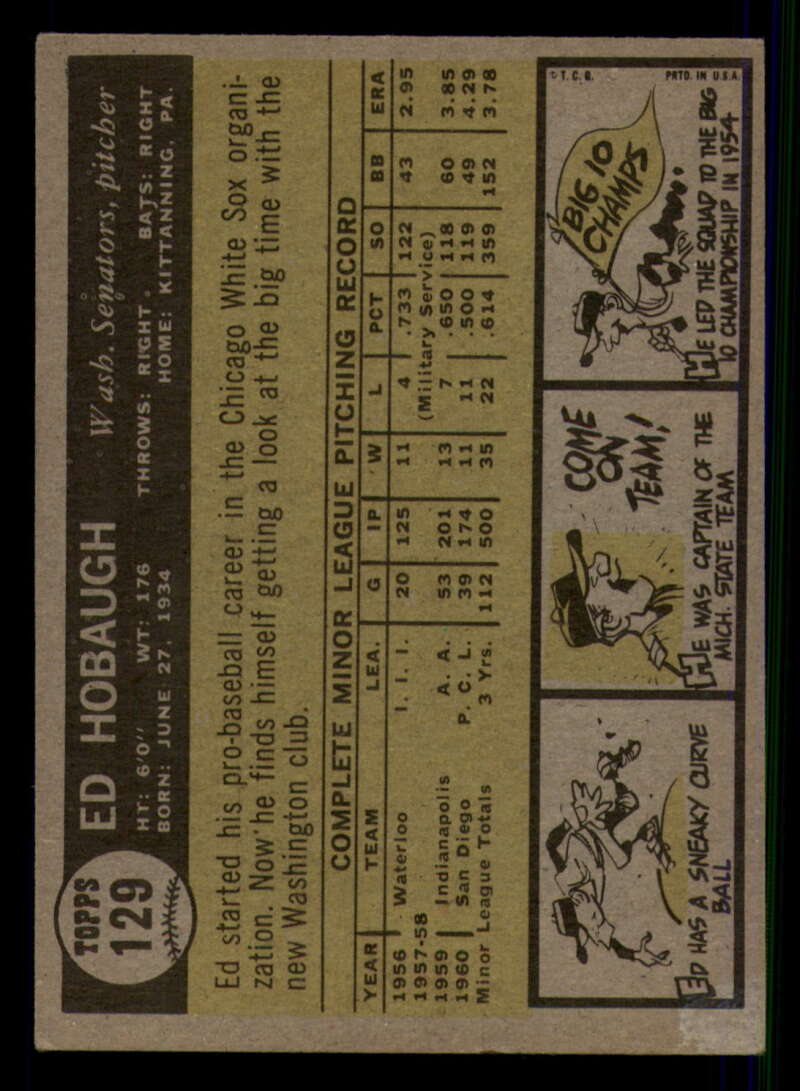 TOPPS
129
ED HOBAUGH
Wash. Senators, pitcher
HT: 6'0" WT: 176 THROWS: RIGHT BATS: RIGHT
BORN: JUNE 27, 1934 HOME: KITTANNING, PA.
Ed started his pro-baseball career in the Chicago White Sox organi-
zation. Now he finds himself getting a look at the big time with the
new Washington club.
COMPLETE MINOR LEAGUE PITCHING RECORD
YEAR TEAM LEA. G IP W L PCT SO BB ERA
1956 Waterloo I. I. I. 20 125 11 4 .733 122 43 2.95
1957-58 (Military Service)
1959 Indianapolis A. A. 53 201 13 7 .650 118 60 3.85
1960 San Diego P. C. L. 39 174 11 11 .500 119 49 4.29
Minor League Totals 3 Yrs. 112 500 35 22 .614 359 152 3.78
ED HAS A SNEAKY CURVE
BALL
COME
ON
TEAM!
HE WAS CAPTAIN OF THE
MICH. STATE TEAM
© T. C. G. PRTD. IN U.S.A.
BIG 10
CHAMPS
HE LED THE SQUAD TO THE BIG
10 CHAMPIONSHIP IN 1954